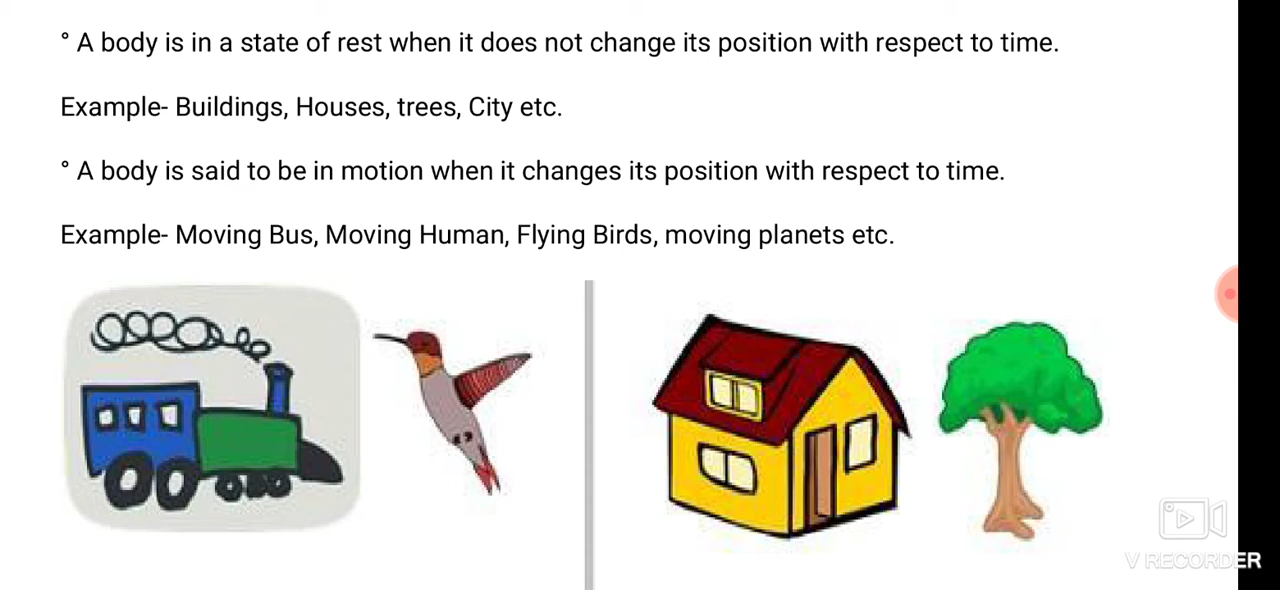 ° A body is in a state of rest when it does not change its position with respect to time.
Example- Buildings, Houses, trees, City etc.
° A body is said to be in motion when it changes its position with respect to time.
Example- Moving Bus, Moving Human, Flying Birds, moving planets etc.
V RECORDER